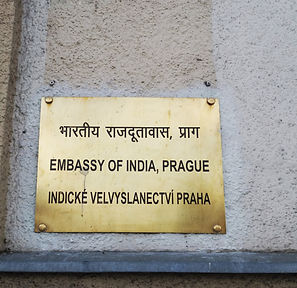 भारतीय राजदूतावास, प्राग
EMBASSY OF INDIA, PRAGUE
INDICKÉ VELVYSLANECTVÍ PRAHA